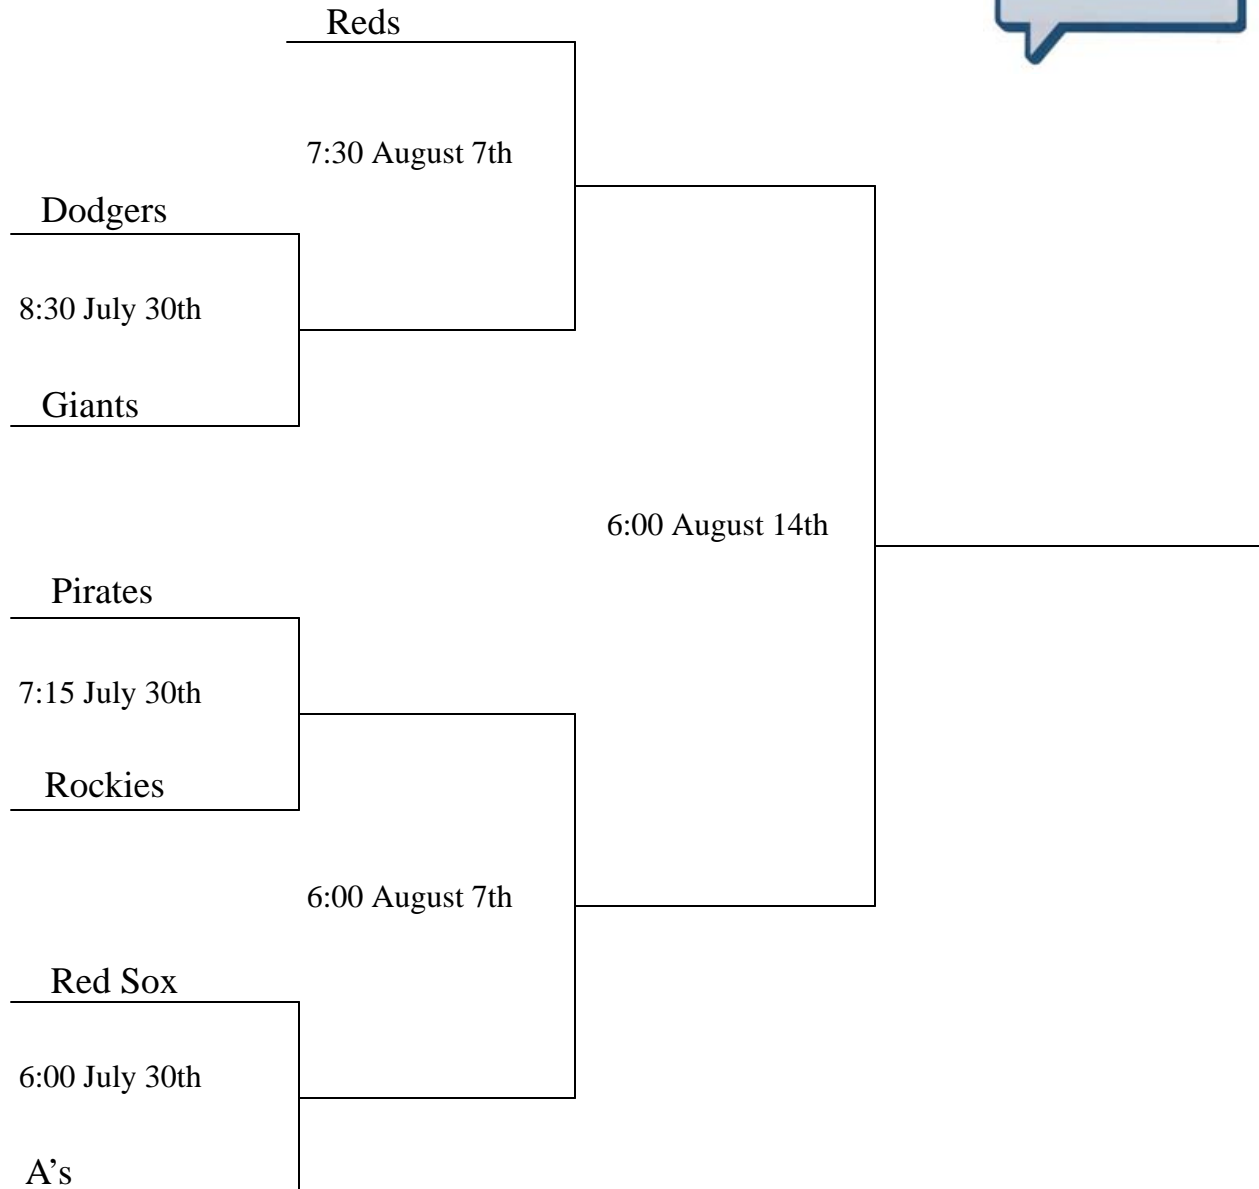 Reds
7:30 August 7th
Dodgers
8:30 July 30th
Giants
6:00 August 14th
Pirates
7:15 July 30th
Rockies
6:00 August 7th
Red Sox
6:00 July 30th
A’s